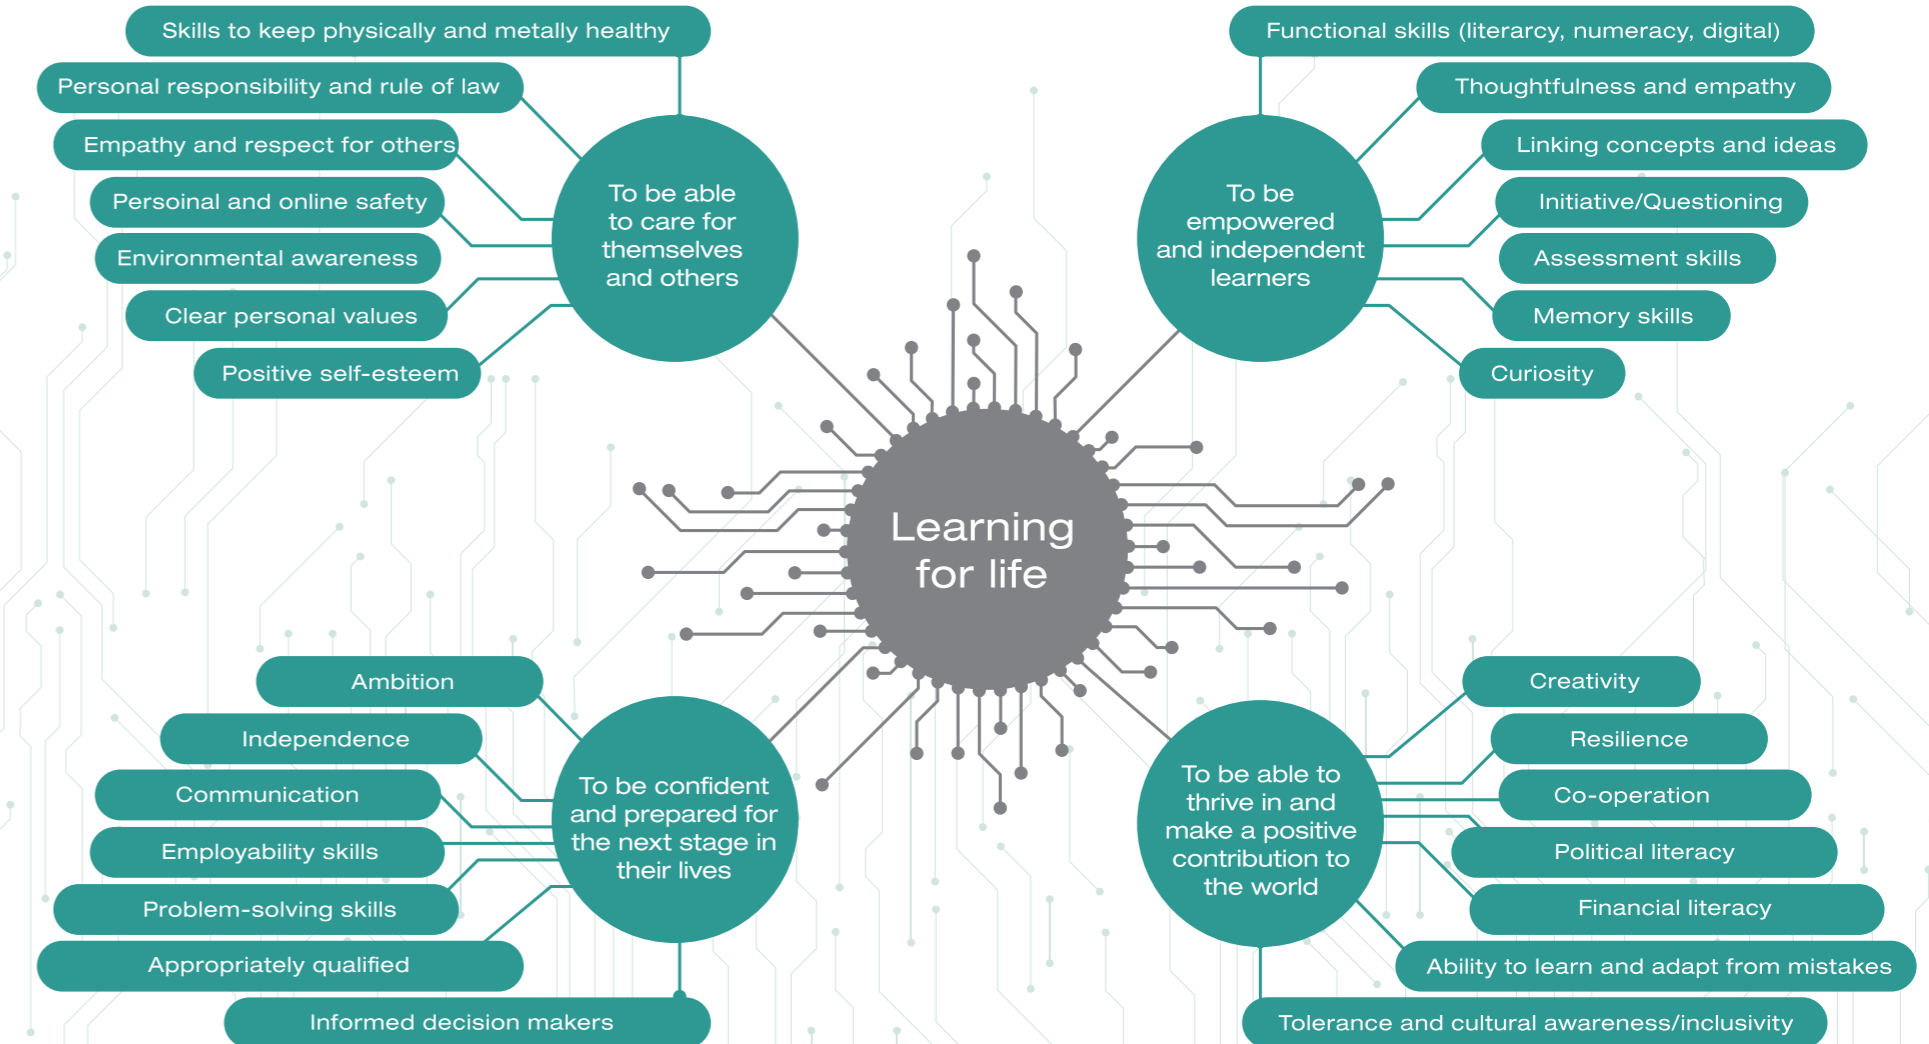 Skills to keep physically and metally healthy
Personal responsibility and rule of law
Empathy and respect for others
Persoinal and online safety
Environmental awareness
Clear personal values
Positive self-esteem
To be able
to care for
themselves
and others
Functional skills (literarcy, numeracy, digital)
Thoughtfulness and empathy
Linking concepts and ideas
Initiative/Questioning
Assessment skills
Memory skills
Curiosity
To be
empowered
and independent
learners
Learning
for life
Ambition
Independence
Communication
Employability skills
Problem-solving skills
Appropriately qualified
Informed decision makers
To be confident
and prepared for
the next stage in
their lives
Creativity
Resilience
Co-operation
Political literacy
Financial literacy
Ability to learn and adapt from mistakes
Tolerance and cultural awareness/inclusivity
To be able to
thrive in and
make a positive
contribution to
the world